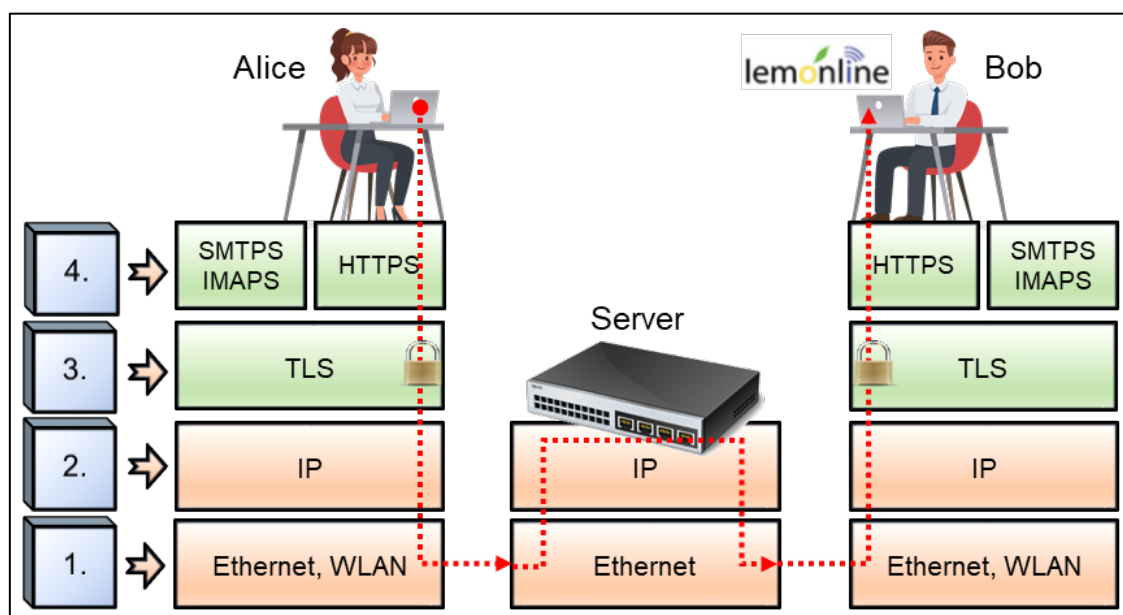 Alice
lemonline
Bob
4.
SMTPS
IMAPS
HTTPS
HTTPS
SMTPS
IMAPS
Server
3.
TLS
TLS
2.
IP
IP
IP
1.
Ethernet, WLAN
Ethernet
Ethernet, WLAN